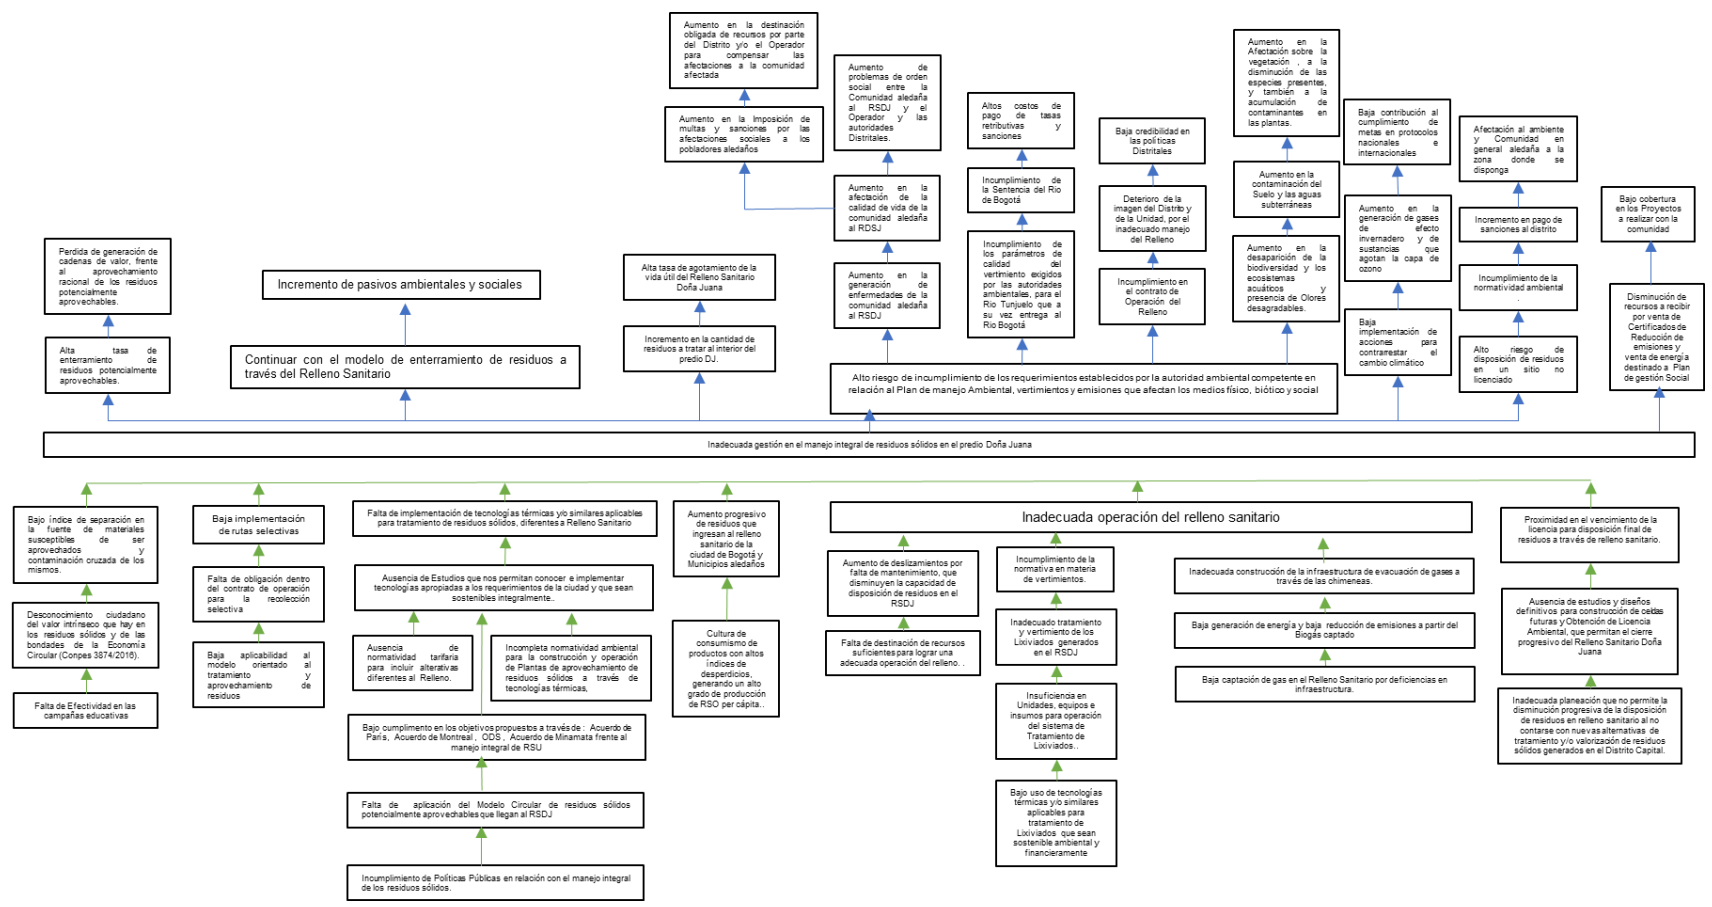 Aumento en la destinación
obligada de recursos por parte
del Distrito y/o el Operador
para compensar las
afectaciones a la comunidad
afectada
Aumento en la Imposición de
multas y sanciones por las
afectaciones sociales a los
pobladores aledaños
Aumento de
problemas de orden
social entre la
Comunidad aledaña
al RSDJ y el
Operador y las
autoridades
Distritales.
Aumento en la
afectación de la
calidad de vida de la
comunidad aledaña
al RDSJ
Aumento en la
generación de
enfermedades de la
comunidad aledaña
al RSDJ
Altos costos de
pago de tasas
retributivas y
sanciones
Incumplimiento de
la Sentencia del Rio
de Bogotá
Incumplimiento de
los parámetros de
calidad del
vertimiento exigidos
por las autoridades
ambientales, para el
Rio Tunjuelo que a
su vez entrega al
Rio Bogotá
Baja credibilidad en
las políticas
Distritales
Deterioro de la
imagen del Distrito y
de la Unidad, por el
inadecuado manejo
del Relleno
Incumplimiento en
el contrato de
Operación del
Relleno
Aumento en la
Afectación sobre la
vegetación , a la
disminución de las
especies presentes,
y también a la
acumulación de
contaminantes en
las plantas.
Aumento en la
contaminación del
Suelo y las aguas
subterráneas
Aumento en la
desaparición de la
biodiversidad y los
ecosistemas
acuáticos y
presencia de Olores
desagradables.
Baja contribución al
cumplimiento de
metas en protocolos
nacionales e
internacionales
Aumento en la
generación de gases
de efecto
invernadero y de
sustancias que
agotan la capa de
ozono
Baja
implementación de
acciones para
contrarrestar el
cambio climático
Afectación al ambiente
y Comunidad en
general aledaña a la
zona donde se
disponga
Incremento en pago de
sanciones al distrito
Incumplimiento de la
normatividad ambiental
.
Alto riesgo de
disposición de residuos
en un sitio no
licenciado
Bajo cobertura
en los Proyectos
a realizar con la
comunidad
Disminución de
recursos a recibir
por venta de
Certificados de
Reducción de
emisiones y
venta de energía
destinado a Plan
de gestión Social
Perdida de generación de
cadenas de valor, frente
al aprovechamiento
racional de los residuos
potencialmente
aprovechables.
Alta tasa de
enterramiento de
residuos potencialmente
aprovechables.
Incremento de pasivos ambientales y sociales
Continuar con el modelo de enterramiento de residuos a
través del Relleno Sanitario
Alta tasa de agotamiento de la
vida útil del Relleno Sanitario
Doña Juana
Incremento en la cantidad de
residuos a tratar al interior del
predio DJ.
Alto riesgo de incumplimiento de los requerimientos establecidos por la autoridad ambiental competente en
relación al Plan de manejo Ambiental, vertimientos y emisiones que afectan los medios físico, biótico y social
Inadecuada gestión en el manejo integral de residuos sólidos en el predio Doña Juana
Bajo índice de separación en
la fuente de materiales
susceptibles de ser
aprovechados y
contaminación cruzada de los
mismos.
Desconocimiento ciudadano
del valor intrínseco que hay en
los residuos sólidos y de las
bondades de la Economía
Circular (Conpes 3874/2016).
Falta de Efectividad en las
campañas educativas
Baja implementación
de rutas selectivas
Falta de obligación dentro
del contrato de operación
para la recolección
selectiva
Baja aplicabilidad al
modelo orientado al
tratamiento y
aprovechamiento de
residuos
Falta de implementación de tecnologías térmicas y/o similares aplicables
para tratamiento de residuos sólidos, diferentes a Relleno Sanitario
Ausencia de Estudios que nos permitan conocer e implementar
tecnologías apropiadas a los requerimientos de la ciudad y que sean
sostenibles integralmente..
Ausencia de
normatividad tarifaria
para incluir alterativas
diferentes al Relleno.
Incompleta normatividad ambiental
para la construcción y operación
de Plantas de aprovechamiento de
residuos sólidos a través de
tecnologías térmicas,
Bajo cumplimento en los objetivos propuestos a través de : Acuerdo de
París, Acuerdo de Montreal , ODS , Acuerdo de Minamata frente al
manejo integral de RSU
Falta de aplicación del Modelo Circular de residuos sólidos
potencialmente aprovechables que llegan al RSDJ
Incumplimiento de Políticas Públicas en relación con el manejo integral
de los residuos sólidos.
Aumento progresivo
de residuos que
ingresan al relleno
sanitario de la
ciudad de Bogotá y
Municipios aledaños
Cultura de
consumismo de
productos con altos
índices de
desperdicios,
generando un alto
grado de producción
de RSO per cápita..
Inadecuada operación del relleno sanitario
Aumento de deslizamientos por
falta de mantenimiento, que
disminuyen la capacidad de
disposición de residuos en el
RSDJ
Falta de destinación de recursos
suficientes para lograr una
adecuada operación del relleno. .
Incumplimiento de la
normativa en materia
de vertimientos.
Inadecuado tratamiento
y vertimiento de los
Lixiviados generados
en el RSDJ
Insuficiencia en
Unidades, equipos e
insumos para operación
del sistema de
Tratamiento de
Lixiviados..
Bajo uso de tecnologías
térmicas y/o similares
aplicables para
tratamiento de
Lixiviados que sean
sostenible ambiental y
financieramente
Inadecuada construcción de la infraestructura de evacuación de gases a
través de las chimeneas.
Baja generación de energía y baja reducción de emisiones a partir del
Biogás captado
Baja captación de gas en el Relleno Sanitario por deficiencias en
infraestructura.
Proximidad en el vencimiento de la
licencia para disposición final de
residuos a través de relleno sanitario.
Ausencia de estudios y diseños
definitivos para construcción de celdas
futuras y Obtención de Licencia
Ambiental, que permitan el cierre
progresivo del Relleno Sanitario Doña
Juana
Inadecuada planeación que no permite la
disminución progresiva de la disposición
de residuos en relleno sanitario al no
contarse con nuevas alternativas de
tratamiento y/o valorización de residuos
sólidos generados en el Distrito Capital.